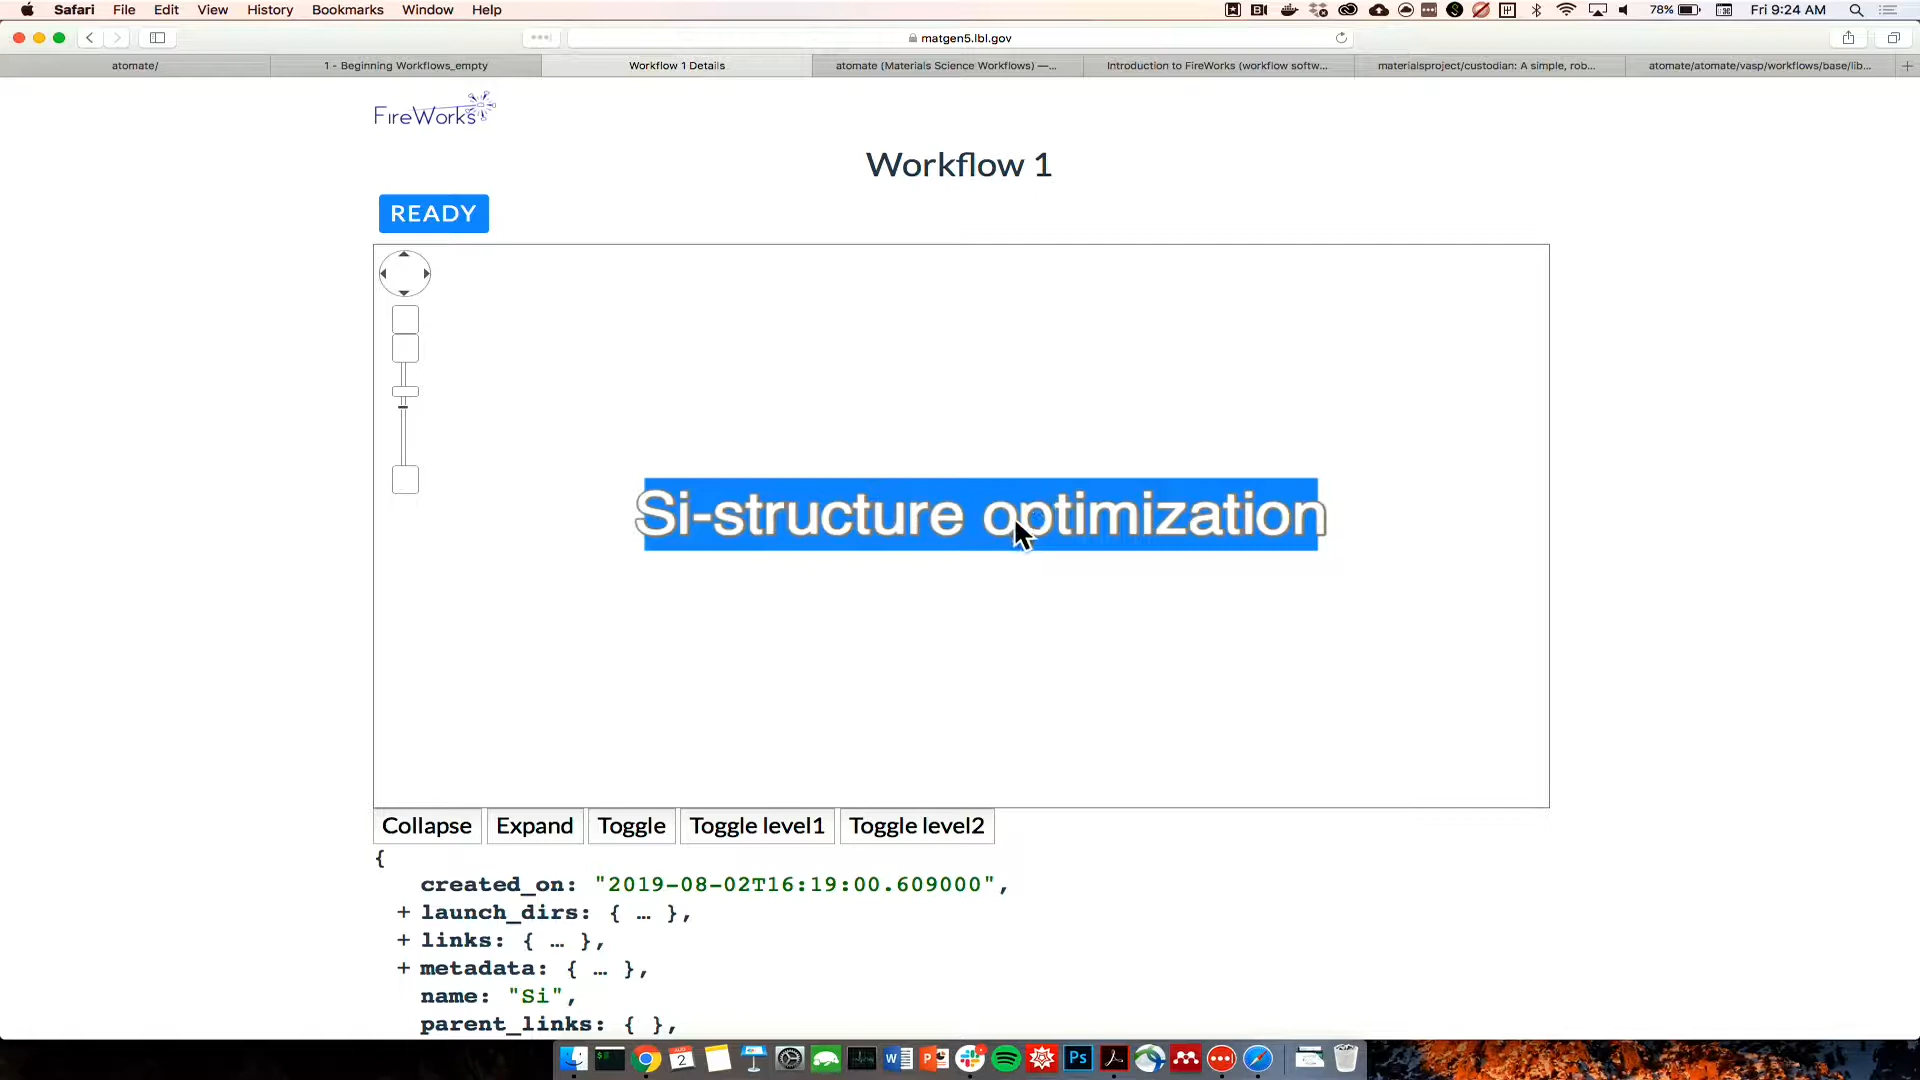 Safari File Edit View History Bookmarks Window Help 78% Fri 9:24 AM
matgen5.lbl.gov
atomate/ 1 - Beginning Workflows_empty Workflow 1 Details atomate (Materials Science Workflows) —... Introduction to FireWorks (workflow softw... materialsproject/custodian: A simple, rob... atomate/atomate/vasp/workflows/base/lib...
FireWorks
Workflow 1
READY
Si-structure optimization
Collapse Expand Toggle Toggle level1 Toggle level2
{
created_on: "2019-08-02T16:19:00.609000",
+ launch_dirs: { … },
+ links: { … },
+ metadata: { … },
name: "Si",
parent_links: { },